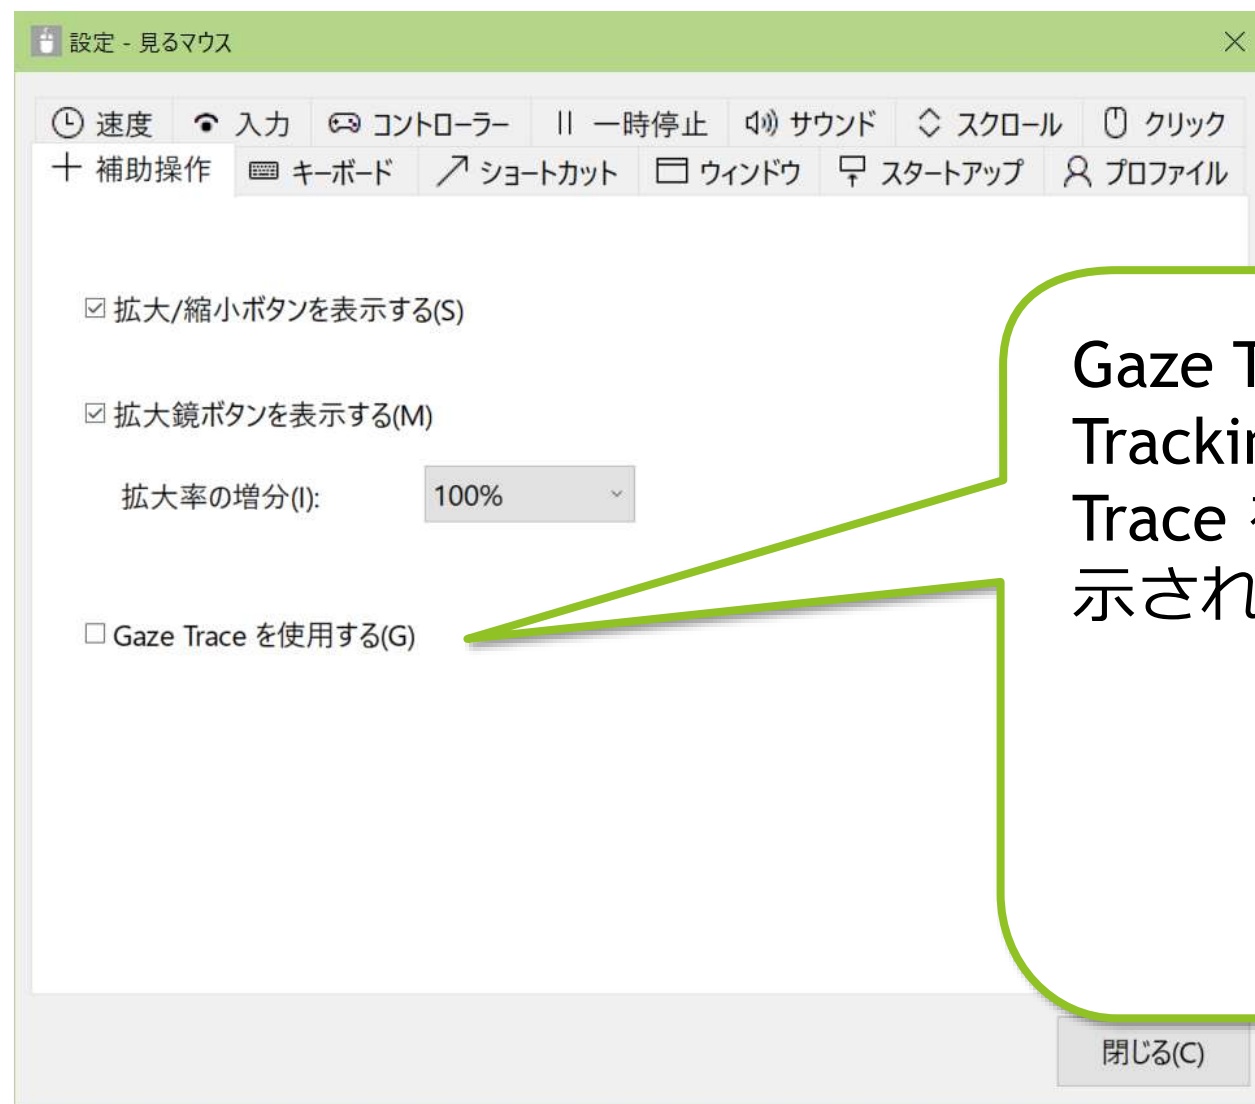 設定 - 見るマウス
速度 入力 コントローラー 一時停止 サウンド スクロール クリック
補助操作 キーボード ショートカット ウィンドウ スタートアップ プロファイル
拡大/縮小ボタンを表示する(S)
拡大鏡ボタンを表示する(M)
拡大率の増分(I): 100%
Gaze Trace を使用する(G)
Gaze
Trace
示され
閉じる(C)